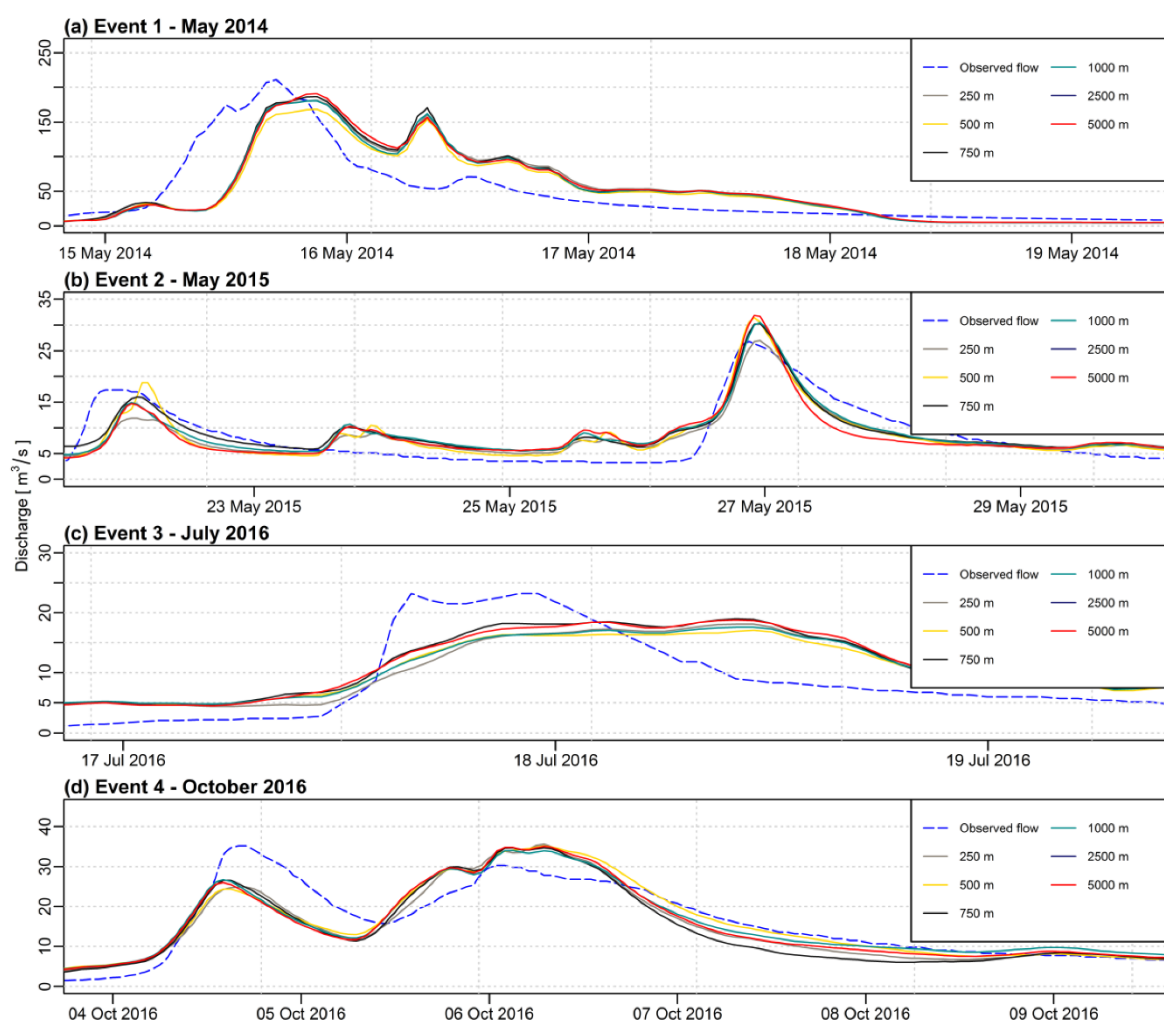 (a) Event 1 - May 2014
250
150
50
0
Observed flow 1000 m
250 m 2500 m
500 m 5000 m
750 m
15 May 2014 16 May 2014 17 May 2014 18 May 2014 19 May 2014
(b) Event 2 - May 2015
35
25
15
5
0
Observed flow 1000 m
250 m 2500 m
500 m 5000 m
750 m
23 May 2015 25 May 2015 27 May 2015 29 May 2015
Discharge [ m³/s ]
(c) Event 3 - July 2016
30
20
10
5
0
Observed flow 1000 m
250 m 2500 m
500 m 5000 m
750 m
17 Jul 2016 18 Jul 2016 19 Jul 2016
(d) Event 4 - October 2016
40
30
20
10
0
Observed flow 1000 m
250 m 2500 m
500 m 5000 m
750 m
04 Oct 2016 05 Oct 2016 06 Oct 2016 07 Oct 2016 08 Oct 2016 09 Oct 2016